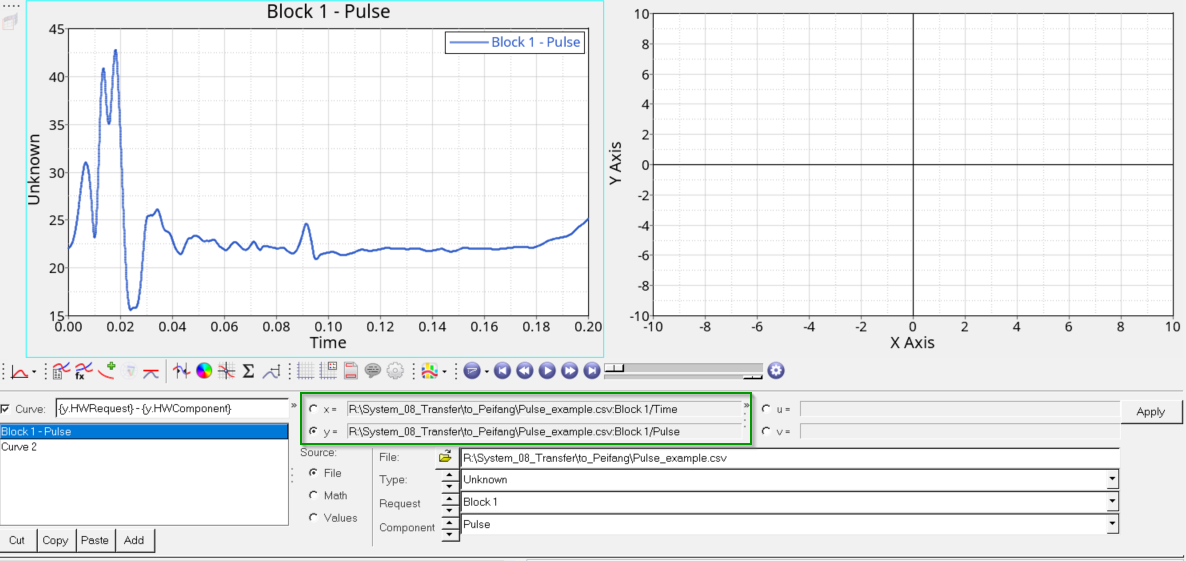 Block 1 - Pulse
Block 1 - Pulse
45
40
35
30
25
20
15
Unknown
0.00 0.02 0.04 0.06 0.08 0.10 0.12 0.14 0.16 0.18 0.20
Time
10
8
6
4
2
0
-2
-4
-6
-8
-10
Y Axis
-10 -8 -6 -4 -2 0 2 4 6 8 10
X Axis
fx
Σ
Curve: {y.HWRequest} - {y.HWComponent} »
Block 1 - Pulse
Curve 2
Cut Copy Paste Add
x = R:\System_08_Transfer\to_Peifang\Pulse_example.csv:Block 1/Time »
y = R:\System_08_Transfer\to_Peifang\Pulse_example.csv:Block 1/Pulse
u =
v =
Apply
Source:
File
Math
Values
File: R:\System_08_Transfer\to_Peifang\Pulse_example.csv
Type: Unknown
Request Block 1
Component Pulse